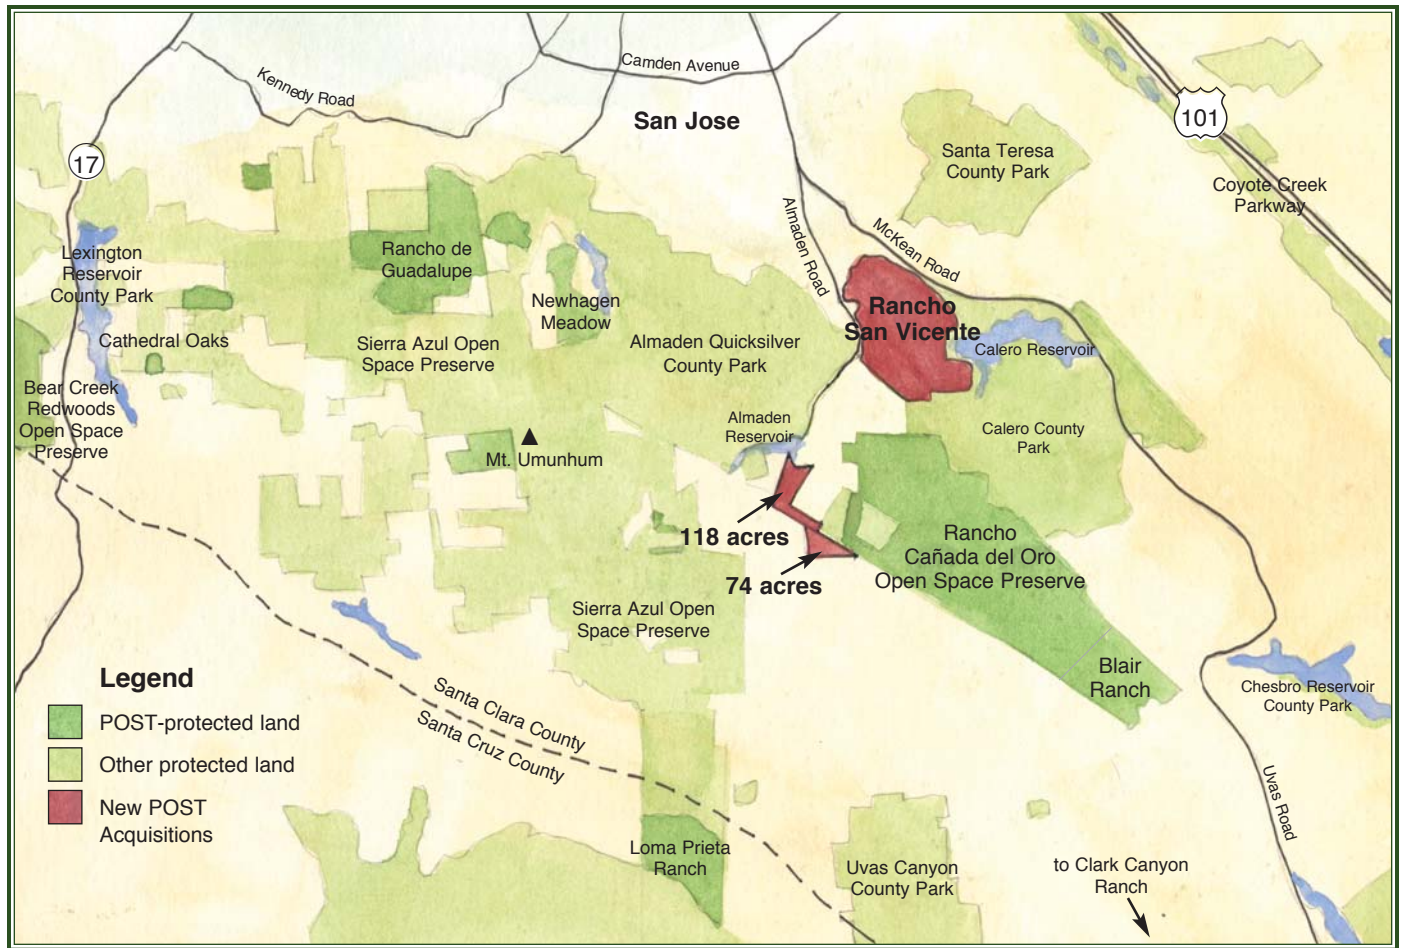 Camden Avenue
Kennedy Road
San Jose
101
17
Santa Teresa
County Park
Coyote Creek
Parkway
Almaden Road
McKean Road
Lexington
Reservoir
County Park
Rancho de
Guadalupe
Newhagen
Meadow
Rancho
San Vicente
Cathedral Oaks
Sierra Azul Open
Space Preserve
Almaden Quicksilver
County Park
Calero Reservoir
Bear Creek
Redwoods
Open Space
Preserve
Almaden
Reservoir
Calero County
Park
Mt. Umunhum
118 acres
74 acres
Rancho
Cañada del Oro
Open Space Preserve
Sierra Azul Open
Space Preserve
Blair
Ranch
Chesbro Reservoir
County Park
Santa Clara County
Santa Cruz County
Uvas Road
Loma Prieta
Ranch
Uvas Canyon
County Park
to Clark Canyon
Ranch
Legend
POST-protected land
Other protected land
New POST
Acquisitions